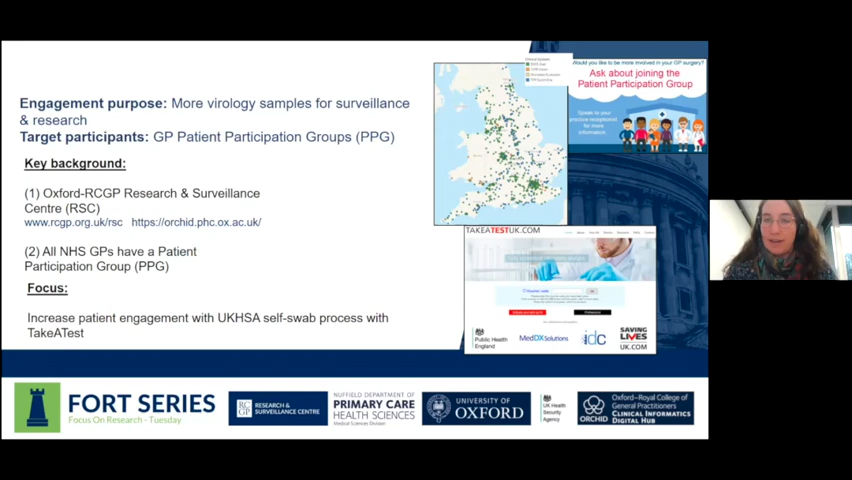 Engagement purpose: More virology samples for surveillance
& research
Target participants: GP Patient Participation Groups (PPG)
Key background:
(1) Oxford-RCGP Research & Surveillance
Centre (RSC)
www.rcgp.org.uk/rsc https://orchid.phc.ox.ac.uk/
(2) All NHS GPs have a Patient
Participation Group (PPG)
Focus:
Increase patient engagement with UKHSA self-swab process with
TakeATest
Would you like to be more involved in your GP surgery?
Ask about joining the
Patient Participation Group
Speak to your
practice receptionist
for more
information
TAKEATESTUK.COM
Public Health
England
MedDX Solutions
idc
SAVING
LIVES
UK.COM
FORT SERIES
Focus On Research - Tuesday
RC
GP
RESEARCH &
SURVEILLANCE CENTRE
NUFFIELD DEPARTMENT OF
PRIMARY CARE
HEALTH SCIENCES
Medical Sciences Division
UNIVERSITY OF
OXFORD
UK Health
Security
Agency
ORCHID
Oxford-Royal College of
General Practitioners
CLINICAL INFORMATICS
DIGITAL HUB